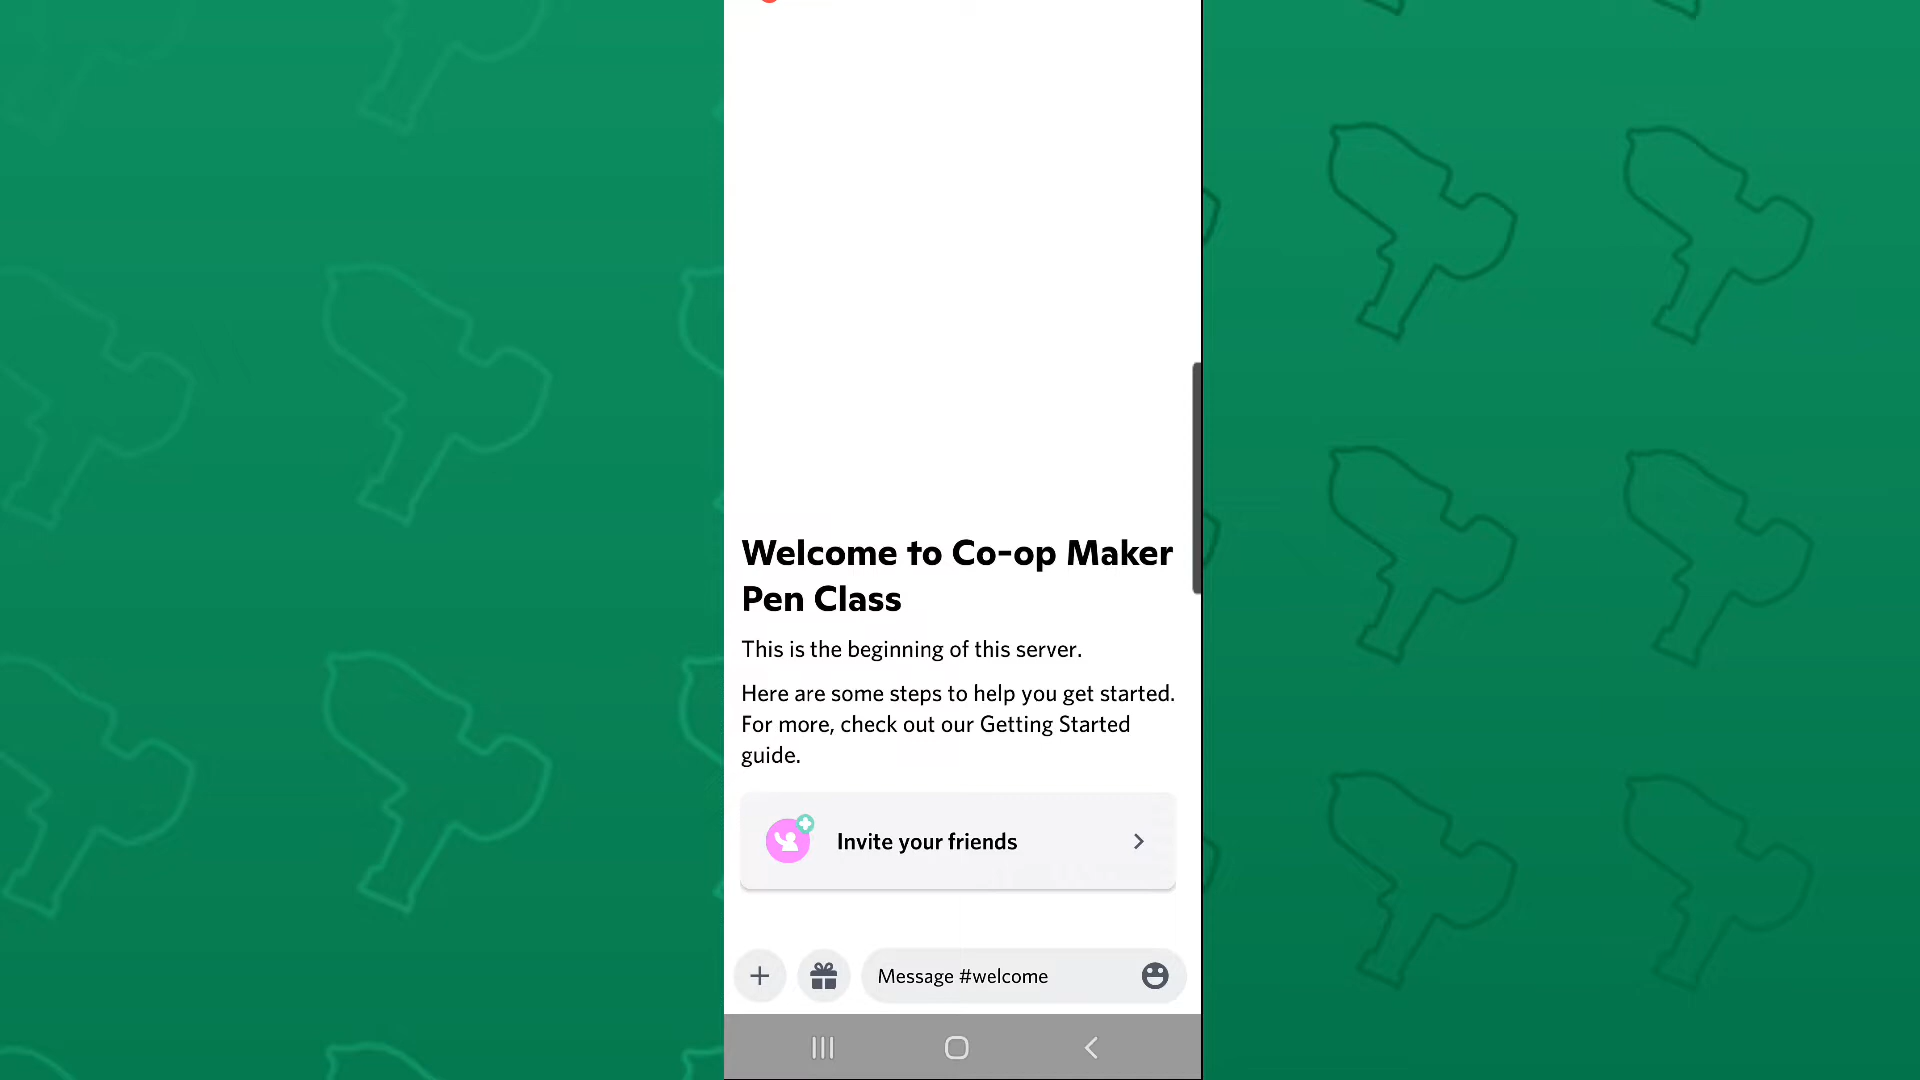 Welcome to Co-op Maker
Pen Class
This is the beginning of this server.
Here are some steps to help you get started.
For more, check out our Getting Started
guide.
Invite your friends
Message #welcome